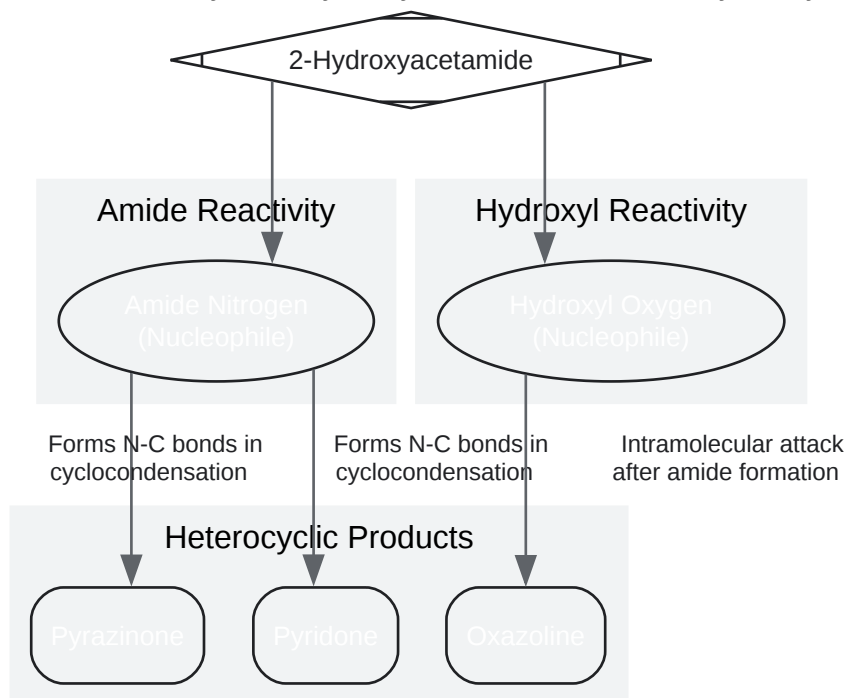 2-Hydroxyacetamide
Amide Reactivity
Hydroxyl Reactivity
Amide Nitrogen
(Nucleophile)
Hydroxyl Oxygen
(Nucleophile)
Forms N-C bonds in
cyclocondensation
Forms N-C bonds in
cyclocondensation
Intramolecular attack
after amide formation
Heterocyclic Products
Pyrazinone
Pyridone
Oxazoline